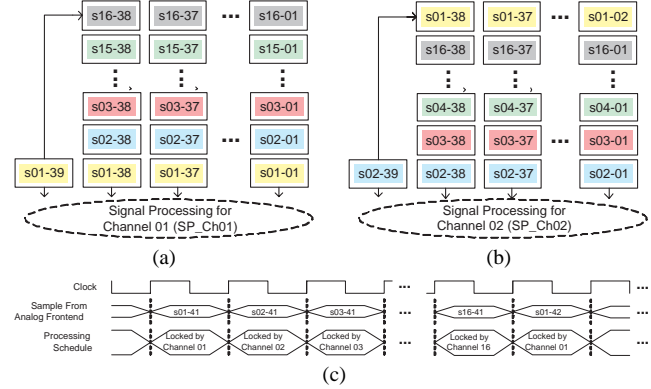 s16-38 s16-37 ... s16-01
s15-38 s15-37 s15-01
s03-38 s03-37 s03-01
s02-38 s02-37 ... s02-01
s01-39 s01-38 s01-37 s01-01
Signal Processing for
Channel 01 (SP_Ch01)
(a)
s01-38 s01-37 ... s01-02
s16-38 s16-37 s16-01
s04-38 s04-37 s04-01
s03-38 s03-37 ... s03-01
s02-39 s02-38 s02-37 s02-01
Signal Processing for
Channel 02 (SP_Ch02)
(b)
Clock ... ...
Sample From
Analog Frontend
s01-41 s02-41 s03-41 ... s16-41 s01-42 ...
Processing
Schedule
Locked by Locked by Locked by Locked by Locked by
Channel 01 Channel 02 Channel 03 ... Channel 16 Channel 01 ...
(c)